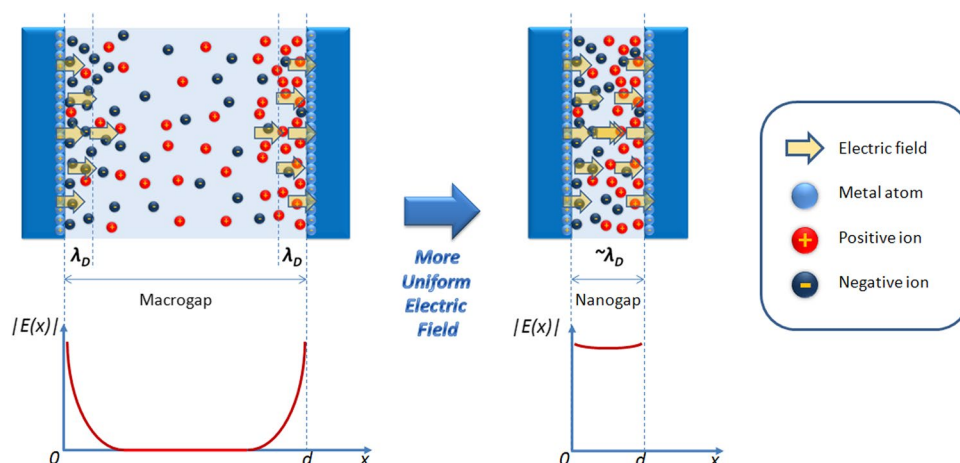 λD
λD
Macrogap
|E(x)|
0
d
x
More
Uniform
Electric
Field
~λD
Nanogap
|E(x)|
0
d
x
Electric field
Metal atom
+
Positive ion
-
Negative ion